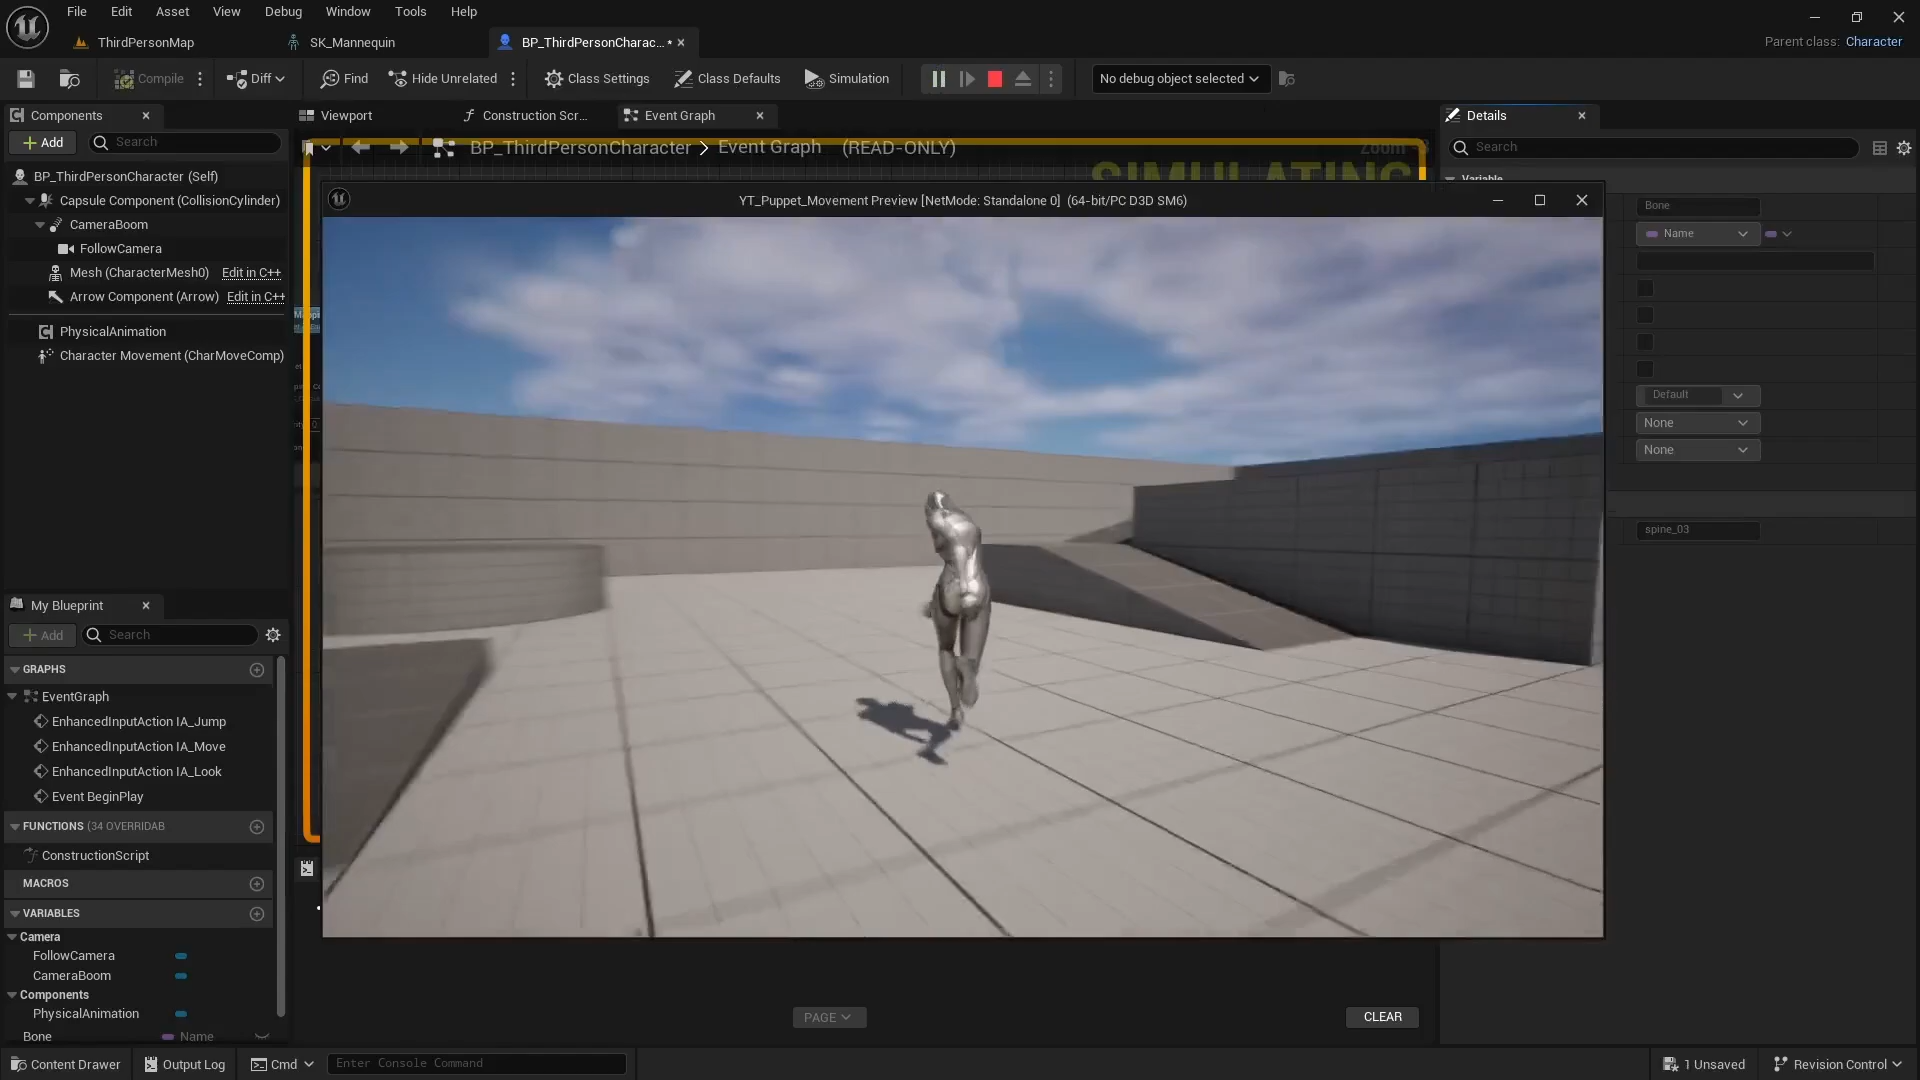 File Edit Asset View Debug Window Tools Help
ThirdPersonMap SK_Mannequin BP_ThirdPersonCharac... •
Parent class: Character
Compile Diff Find Hide Unrelated Class Settings Class Defaults Simulation No debug object selected
Components Viewport Construction Scr... Event Graph Details
Add Search
BP_ThirdPersonCharacter Event Graph (READ-ONLY) Zoom
Search
SIMULATING
BP_ThirdPersonCharacter (Self)
Variable
Capsule Component (CollisionCylinder)
YT_Puppet_Movement Preview [NetMode: Standalone 0] (64-bit/PC D3D SM6)
Bone
CameraBoom
Name
FollowCamera
Mesh (CharacterMesh0) Edit in C++
Arrow Component (Arrow) Edit in C++
PhysicalAnimation
Character Movement (CharMoveComp)
Default
None
None
spine_03
My Blueprint
Add Search
GRAPHS
EventGraph
EnhancedInputAction IA_Jump
EnhancedInputAction IA_Move
EnhancedInputAction IA_Look
Event BeginPlay
FUNCTIONS (34 OVERRIDAB
ConstructionScript
MACROS
VARIABLES
Camera
FollowCamera
CameraBoom
Components
PhysicalAnimation
Bone Name
PAGE CLEAR
Content Drawer Output Log Cmd Enter Console Command 1 Unsaved Revision Control